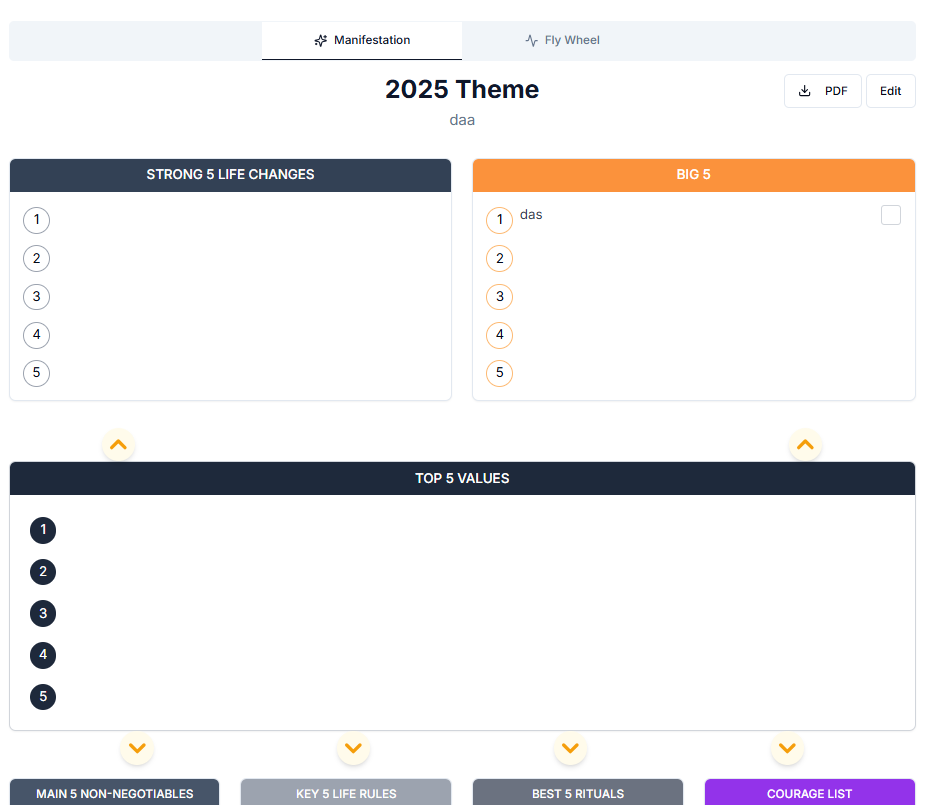 Manifestation
Fly Wheel
2025 Theme
PDF
Edit
daa
STRONG 5 LIFE CHANGES
1
2
3
4
5
BIG 5
1 das
2
3
4
5
TOP 5 VALUES
1
2
3
4
5
MAIN 5 NON-NEGOTIABLES
KEY 5 LIFE RULES
BEST 5 RITUALS
COURAGE LIST